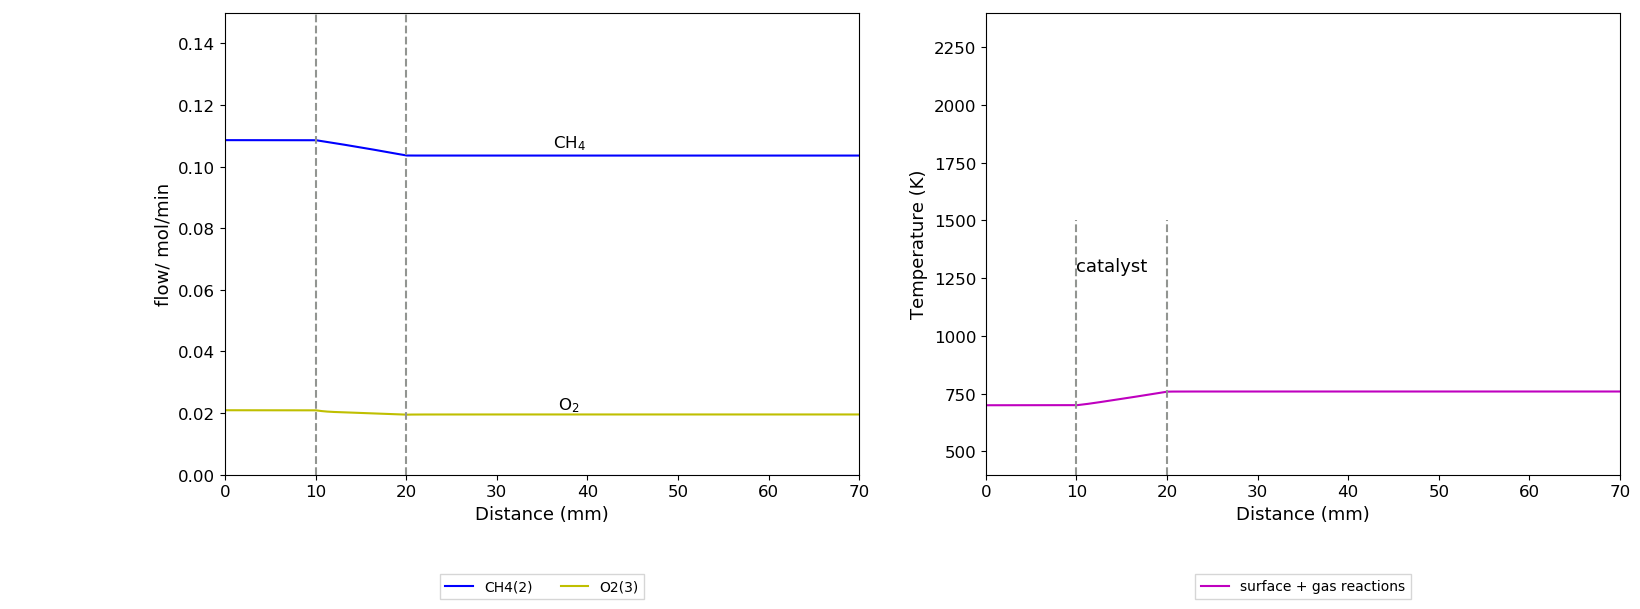 0.14
0.12
0.10
0.08
0.06
0.04
0.02
0.00
flow/ mol/min
CH₄
O₂
0 10 20 30 40 50 60 70
Distance (mm)
CH4(2) O2(3)
2250
2000
1750
1500
1250
1000
750
500
Temperature (K)
catalyst
0 10 20 30 40 50 60 70
Distance (mm)
surface + gas reactions